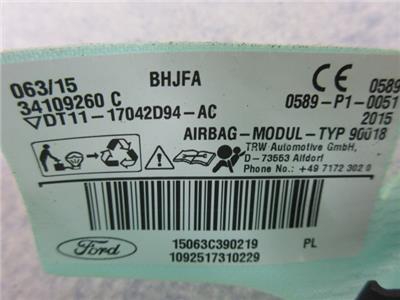 063/15 BHJFA CE 0589
34109260 C 0589-P1-0051
DT11-17042D94-AC 2015
AIRBAG-MODUL-TYP 90018
TRW Automotive GmbH,
D-73553 Alfdorf
Phone No.: +49 7172 302 0
Ford
15063C390219 PL
1092517310229